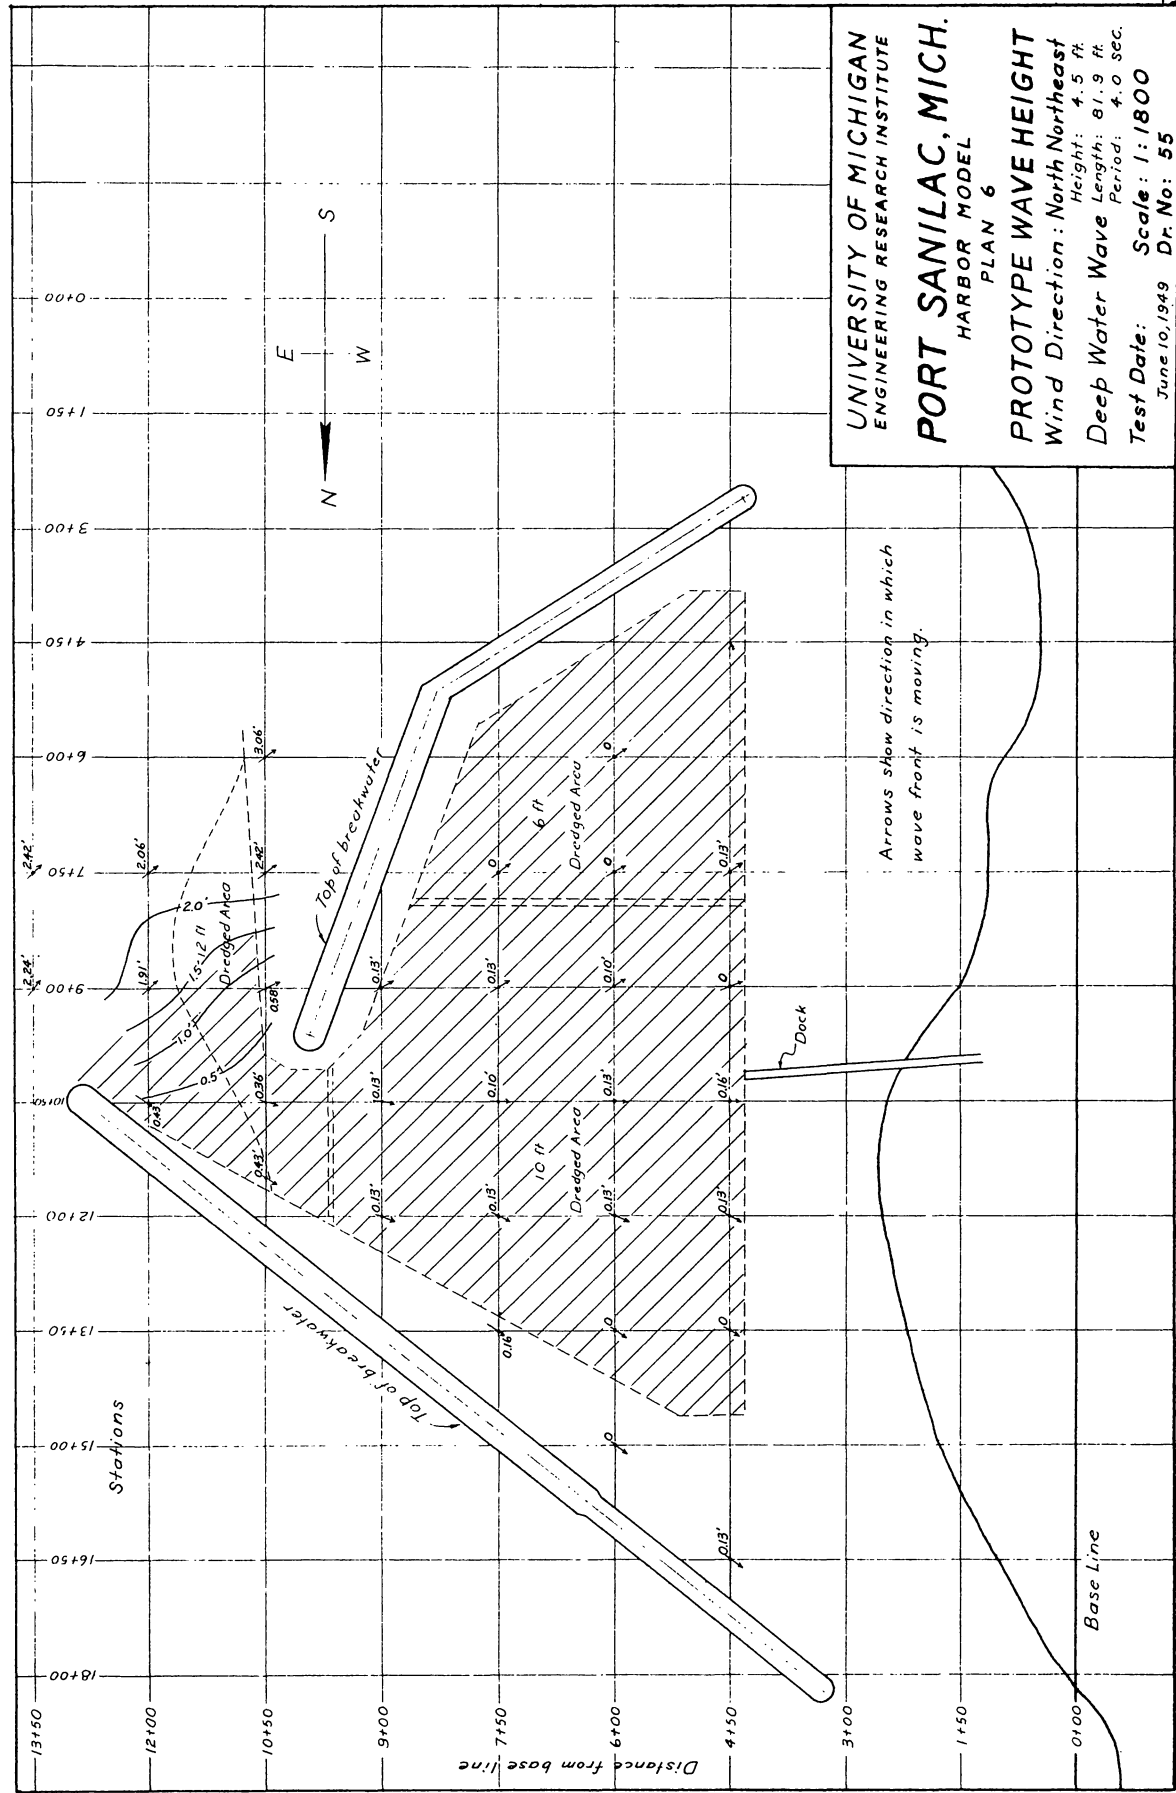 UNIVERSITY OF MICHIGAN
ENGINEERING RESEARCH INSTITUTE
PORT SANILAC, MICH.
HARBOR MODEL
PLAN 6
PROTOTYPE WAVE HEIGHT
Wind Direction: North Northeast
Height: 4.5 ft.
Deep Water Wave Length: 81.9 ft.
Period: 4.0 sec.
Test Date: Scale: 1:1800
June 10, 1949 Dr. No: 55
Stations
18+00
16+50
15+00
13+50
12+00
10+50
9+00
7+50
6+00
4+50
3+00
1+50
0+00
Distance from base line
13+50
12+00
10+50
9+00
7+50
6+00
4+50
3+00
1+50
0+00
N
S
E
W
2.24'
2.42'
0.43'
1.91'
2.06'
0.43'
0.36'
0.58'
2.42'
3.06'
2.0'
1.5'
1.0'
0.5'
12 ft
Dredged Area
Top of breakwater
Top of breakwater
0.13'
0.13'
0.13'
0.16'
0.13'
0.10'
0.13'
0
0
0
0.13'
0.13'
0.10'
0
0
0.13'
0
0.13'
0.16'
0
0.13'
10 ft
Dredged Area
6 ft
Dredged Area
Dock
Arrows show direction in which
wave front is moving.
Base Line